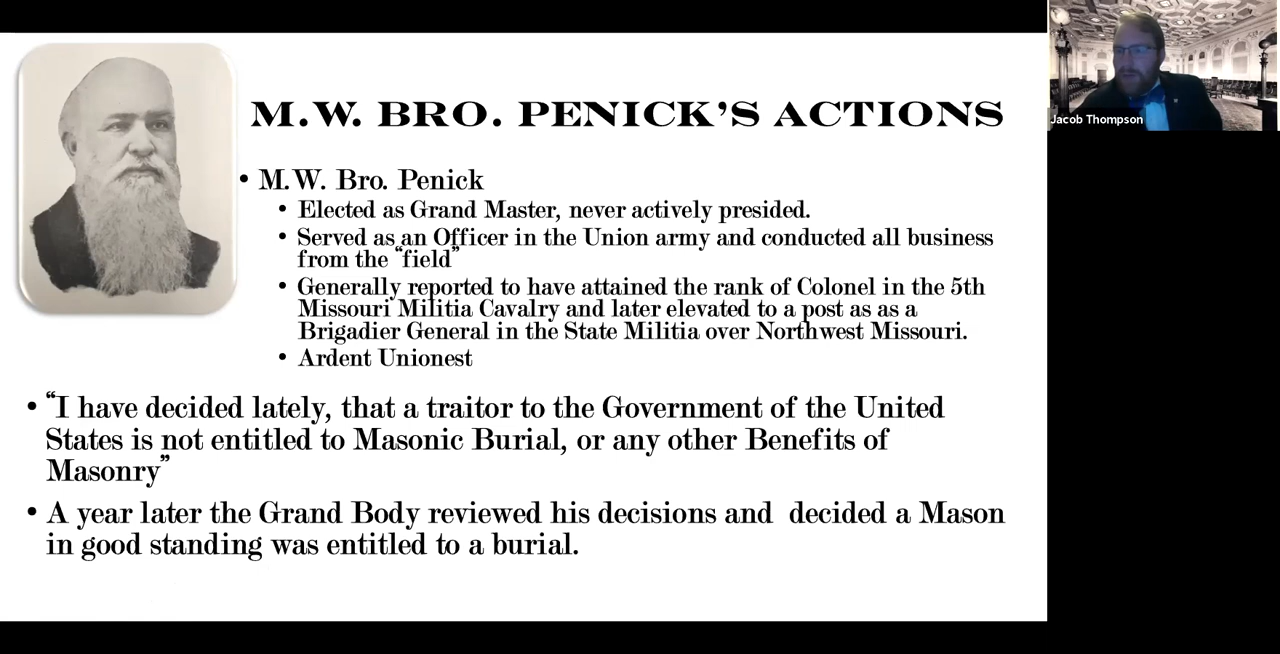 M.W. BRO. PENICK’S ACTIONS
• M.W. Bro. Penick
• Elected as Grand Master, never actively presided.
• Served as an Officer in the Union army and conducted all business
from the “field”
• Generally reported to have attained the rank of Colonel in the 5th
Missouri Militia Cavalry and later elevated to a post as as a
Brigadier General in the State Militia over Northwest Missouri.
• Ardent Unionest
• “I have decided lately, that a traitor to the Government of the United
States is not entitled to Masonic Burial, or any other Benefits of
Masonry”
• A year later the Grand Body reviewed his decisions and  decided a Mason
in good standing was entitled to a burial.
Jacob Thompson